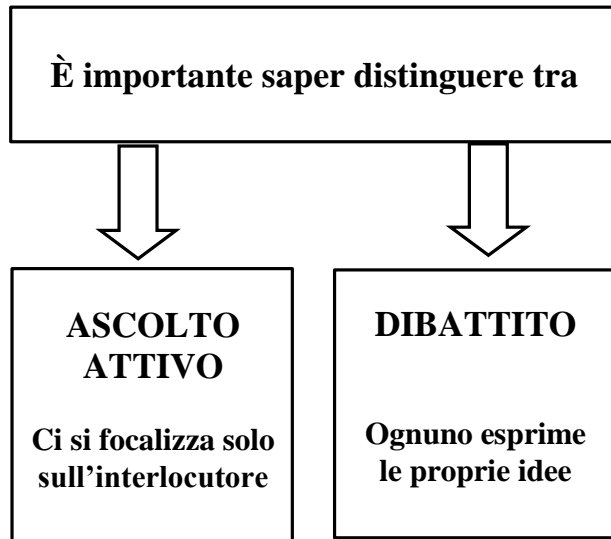 È importante saper distinguere tra
ASCOLTO
ATTIVO
Ci si focalizza solo
sull’interlocutore
DIBATTITO
Ognuno esprime
le proprie idee